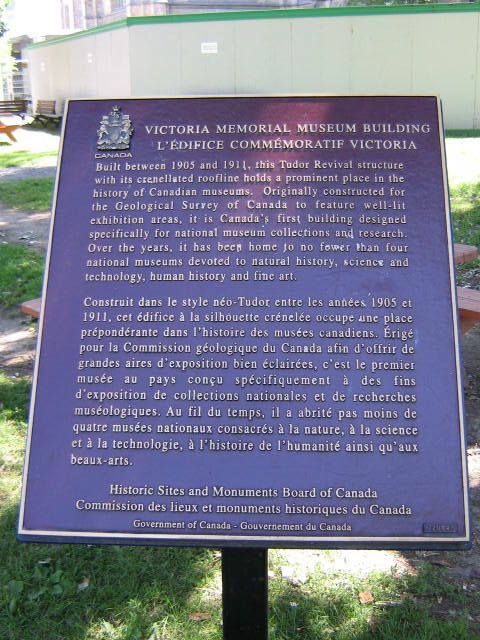 CANADA
VICTORIA MEMORIAL MUSEUM BUILDING
L'ÉDIFICE COMMÉMORATIF VICTORIA
Built between 1905 and 1911, this Tudor Revival structure
with its crenellated roofline holds a prominent place in the
history of Canadian museums. Originally constructed for
the Geological Survey of Canada to feature well-lit
exhibition areas, it is Canada's first building designed
specifically for national museum collections and research.
Over the years, it has been home to no fewer than four
national museums devoted to natural history, science and
technology, human history and fine art.
Construit dans le style néo-Tudor entre les années 1905 et
1911, cet édifice à la silhouette crénelée occupe une place
prépondérante dans l'histoire des musées canadiens. Érigé
pour la Commission géologique du Canada afin d'offrir de
grandes aires d'exposition bien éclairées, c'est le premier
musée au pays conçu spécifiquement à des fins
d'exposition de collections nationales et de recherches
muséologiques. Au fil du temps, il a abrité pas moins de
quatre musées nationaux consacrés à la nature, à la science
et à la technologie, à l'histoire de l'humanité ainsi qu'aux
beaux-arts.
Historic Sites and Monuments Board of Canada
Commission des lieux et monuments historiques du Canada
Government of Canada - Gouvernement du Canada